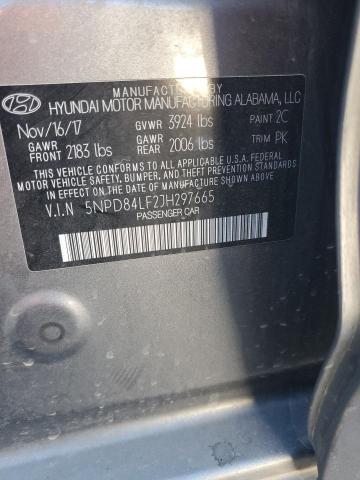 MANUFACTURED BY
HYUNDAI MOTOR MANUFACTURING ALABAMA, LLC
Nov/16/17 GVWR 3924 lbs PAINT 2C
GAWR FRONT 2183 lbs GAWR REAR 2006 lbs TRIM PK
THIS VEHICLE CONFORMS TO ALL APPLICABLE U.S. FEDERAL
MOTOR VEHICLE SAFETY, BUMPER, AND THEFT PREVENTION STANDARDS
IN EFFECT ON THE DATE OF MANUFACTURE SHOWN ABOVE.
V.I.N 5NPD84LF2JH297665
PASSENGER CAR